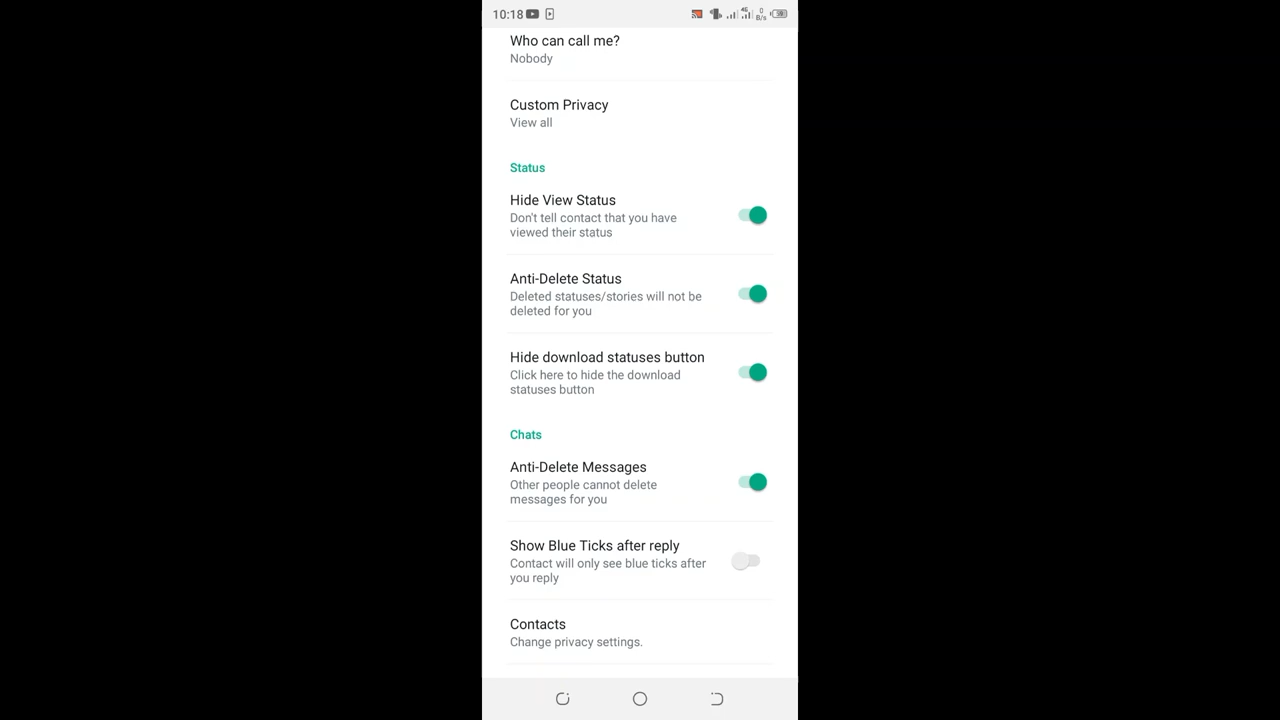 10:18
4G
0
B/s
Who can call me?
Nobody
Custom Privacy
View all
Status
Hide View Status
Don't tell contact that you have
viewed their status
Anti-Delete Status
Deleted statuses/stories will not be
deleted for you
Hide download statuses button
Click here to hide the download
statuses button
Chats
Anti-Delete Messages
Other people cannot delete
messages for you
Show Blue Ticks after reply
Contact will only see blue ticks after
you reply
Contacts
Change privacy settings.